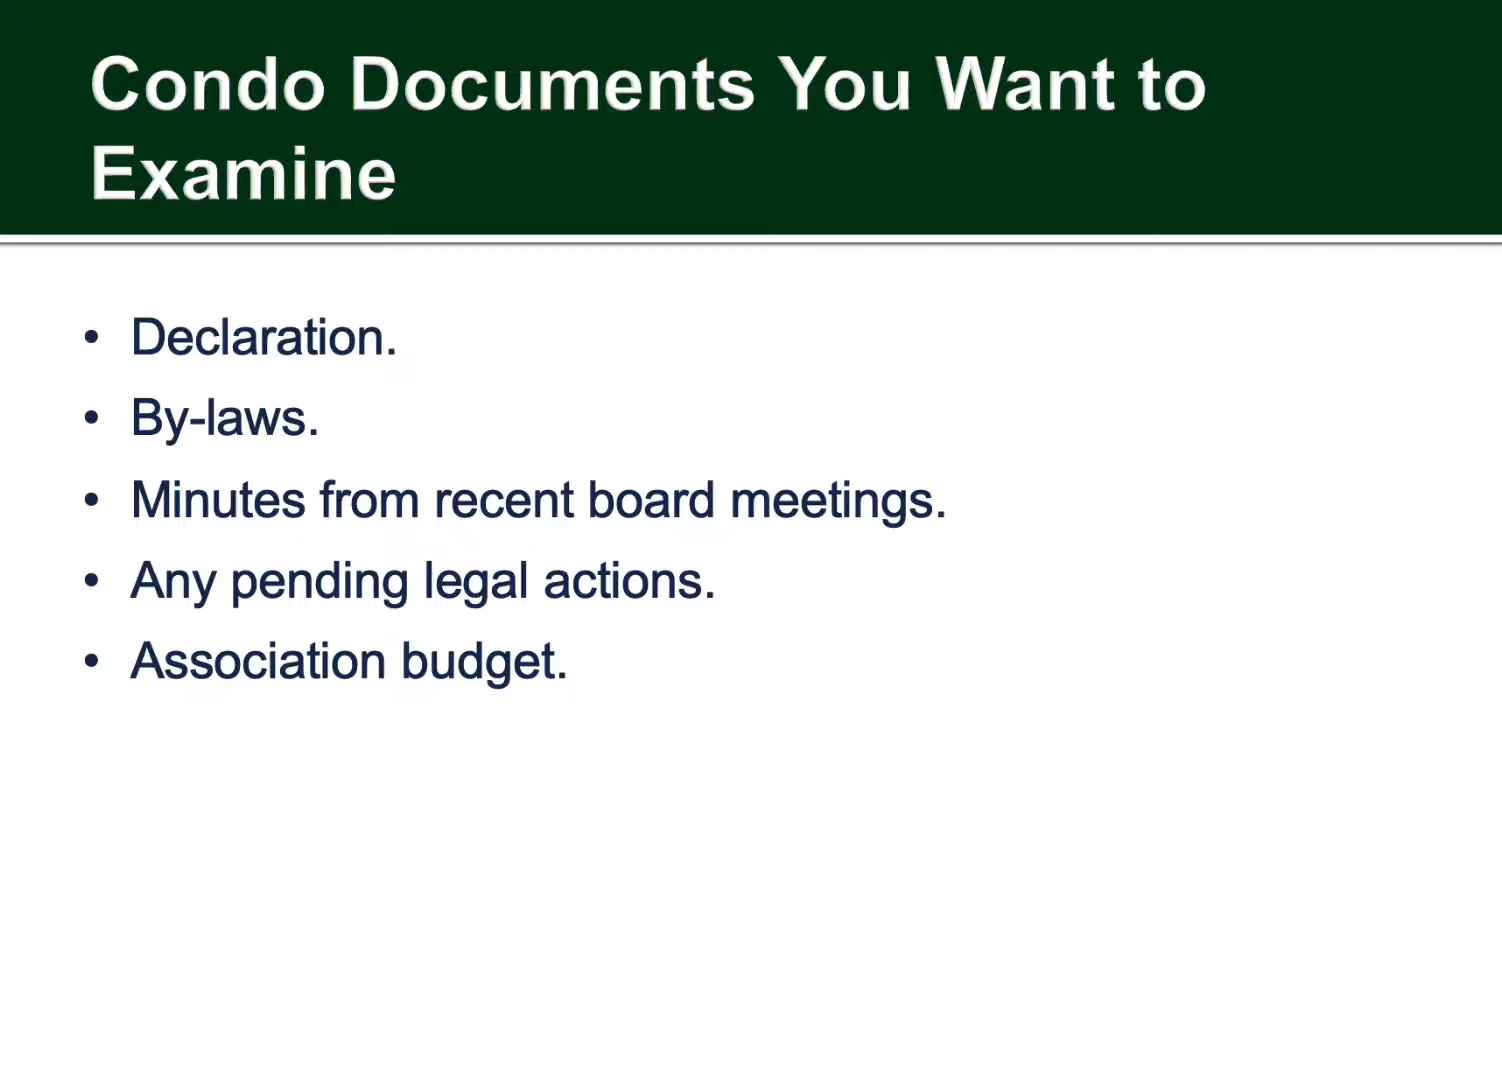 Condo Documents You Want to
Examine
• Declaration.
• By-laws.
• Minutes from recent board meetings.
• Any pending legal actions.
• Association budget.